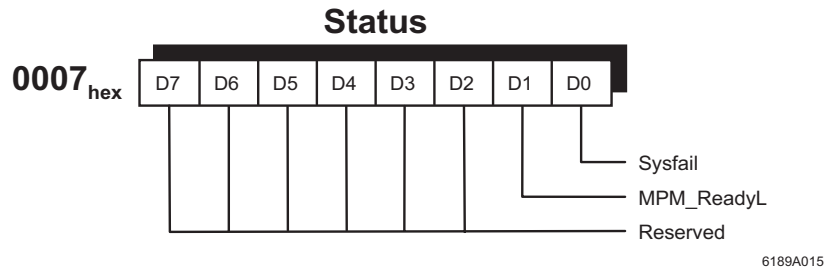 Status
0007hex D7 D6 D5 D4 D3 D2 D1 D0
Sysfail
MPM_ReadyL
Reserved
6189A015